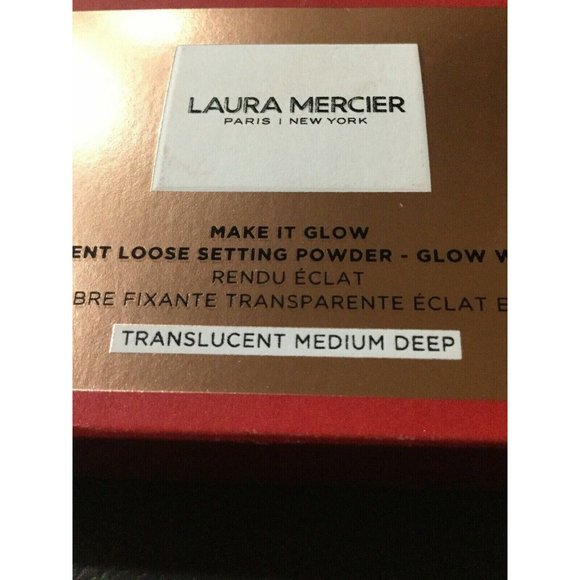 LAURA MERCIER
PARIS | NEW YORK
MAKE IT GLOW
ENT LOOSE SETTING POWDER - GLOW W
RENDU ÉCLAT
BRE FIXANTE TRANSPARENTE ÉCLAT E
TRANSLUCENT MEDIUM DEEP